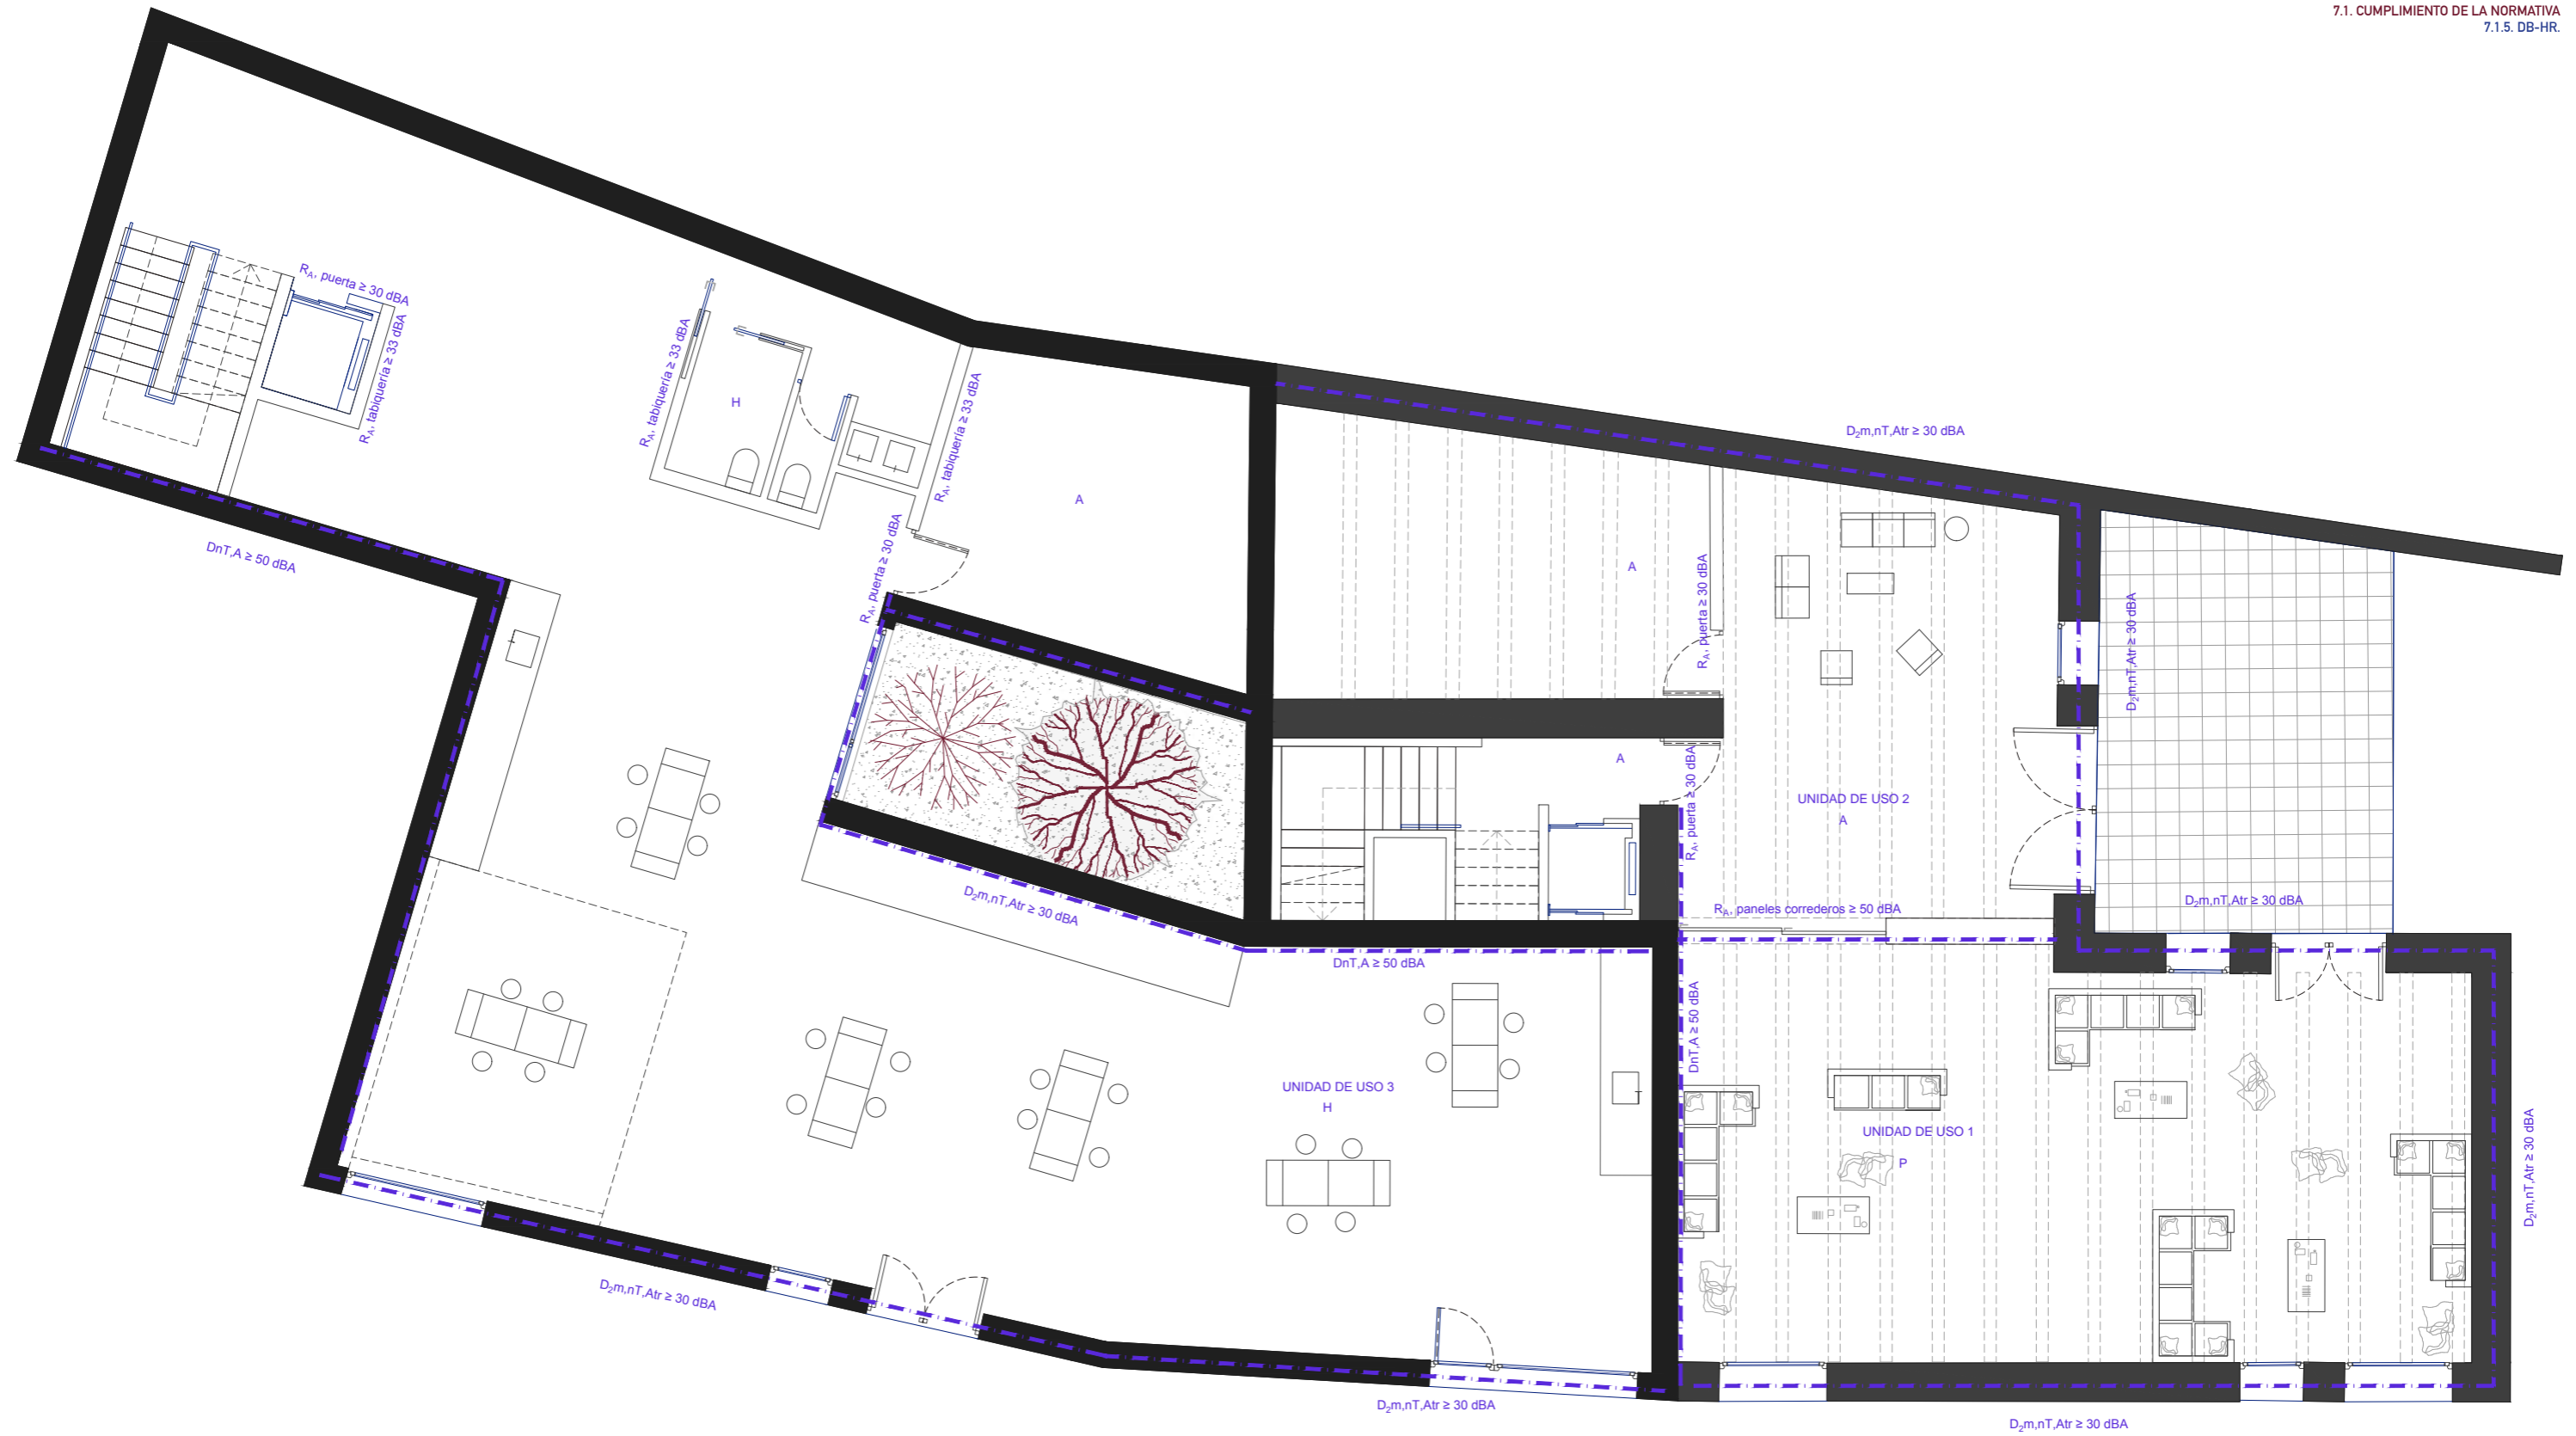 7.1. CUMPLIMIENTO DE LA NORMATIVA
7.1.5. DB-HR.
RA, puerta ≥ 30 dBA
RA, tabiquería ≥ 33 dBA
RA, tabiquería ≥ 33 dBA
H
RA, tabiquería ≥ 33 dBA
A
RA, puerta ≥ 30 dBA
DnT,A ≥ 50 dBA
D2m,nT,Atr ≥ 30 dBA
A
RA, puerta ≥ 30 dBA
D2m,nT,Atr ≥ 30 dBA
A
RA, puerta ≥ 30 dBA
UNIDAD DE USO 2
A
D2m,nT,Atr ≥ 30 dBA
RA, paneles correderos ≥ 50 dBA
D2m,nT,Atr ≥ 30 dBA
DnT,A ≥ 50 dBA
DnT,A ≥ 50 dBA
UNIDAD DE USO 3
H
UNIDAD DE USO 1
P
D2m,nT,Atr ≥ 30 dBA
D2m,nT,Atr ≥ 30 dBA
D2m,nT,Atr ≥ 30 dBA
D2m,nT,Atr ≥ 30 dBA